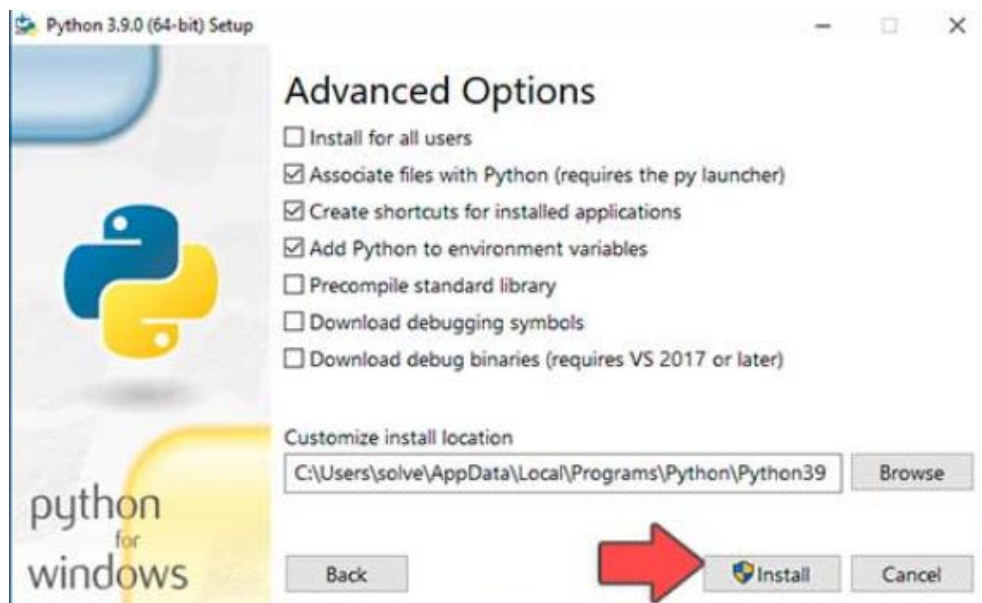 Python 3.9.0 (64-bit) Setup
Advanced Options
Install for all users
Associate files with Python (requires the py launcher)
Create shortcuts for installed applications
Add Python to environment variables
Precompile standard library
Download debugging symbols
Download debug binaries (requires VS 2017 or later)
Customize install location
C:\Users\solve\AppData\Local\Programs\Python\Python39
Browse
python
for
windows
Back
Install
Cancel